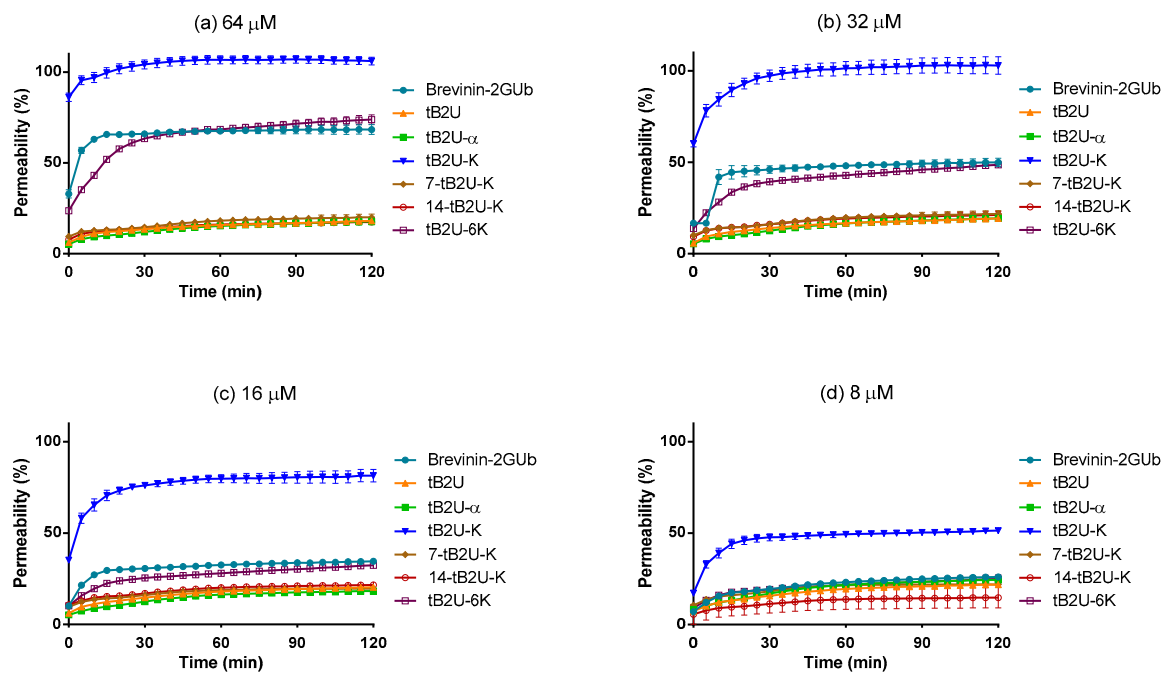 (a) 64 μM
Permeability (%)
100
50
0
0 30 60 90 120
Time (min)
Brevinin-2GUb
tB2U
tB2U-α
tB2U-K
7-tB2U-K
14-tB2U-K
tB2U-6K
(b) 32 μM
Permeability (%)
100
50
0
0 30 60 90 120
Time (min)
Brevinin-2GUb
tB2U
tB2U-α
tB2U-K
7-tB2U-K
14-tB2U-K
tB2U-6K
(c) 16 μM
Permeability (%)
100
50
0
0 30 60 90 120
Time (min)
Brevinin-2GUb
tB2U
tB2U-α
tB2U-K
7-tB2U-K
14-tB2U-K
tB2U-6K
(d) 8 μM
Permeability (%)
100
50
0
0 30 60 90 120
Time (min)
Brevinin-2GUb
tB2U
tB2U-α
tB2U-K
7-tB2U-K
14-tB2U-K
tB2U-6K